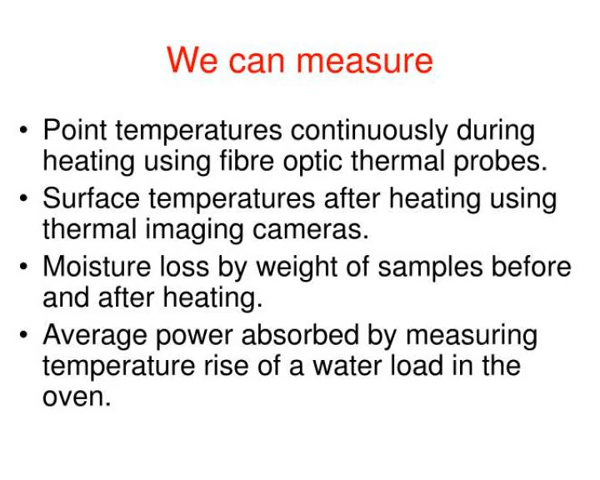 We can measure
• Point temperatures continuously during
heating using fibre optic thermal probes.
• Surface temperatures after heating using
thermal imaging cameras.
• Moisture loss by weight of samples before
and after heating.
• Average power absorbed by measuring
temperature rise of a water load in the
oven.